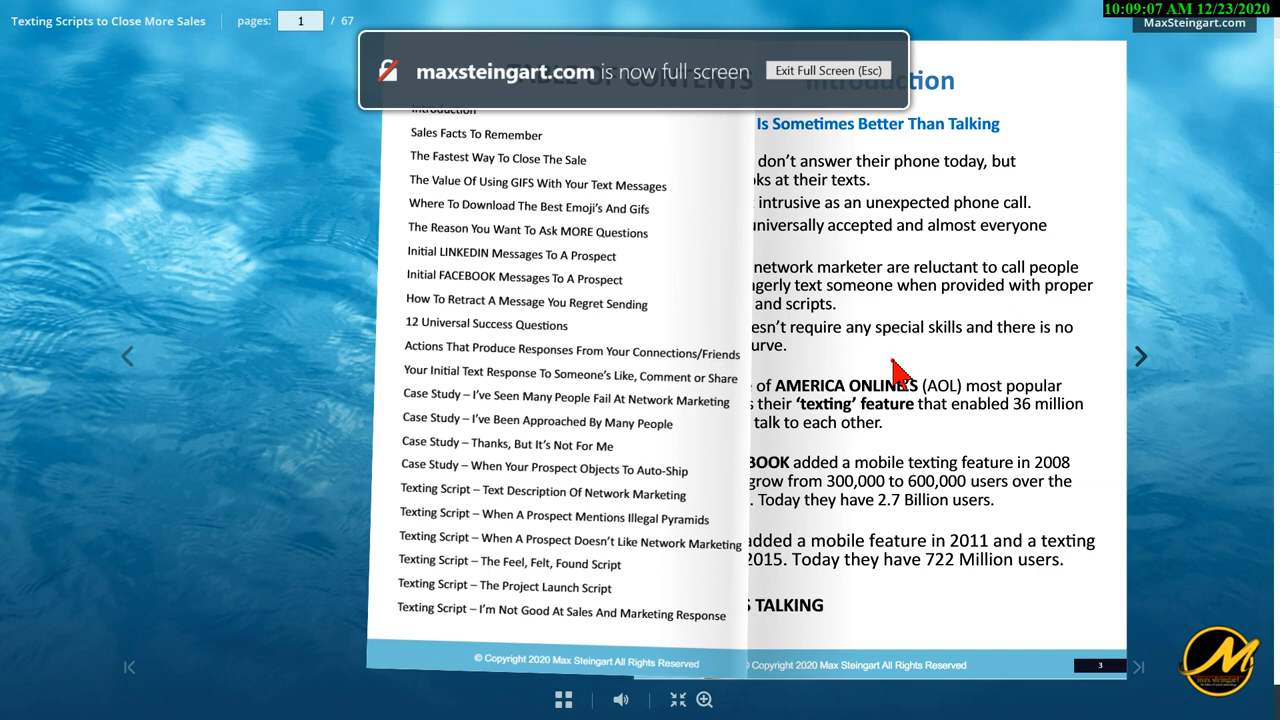 Texting Scripts to Close More Sales
pages: 1 / 67
10:09:07 AM 12/23/2020
MaxSteingart.com
maxsteingart.com is now full screen
Exit Full Screen (Esc)
TABLE OF CONTENTS
Introduction
Sales Facts To Remember
The Fastest Way To Close The Sale
The Value Of Using GIFS With Your Text Messages
Where To Download The Best Emoji's And Gifs
The Reason You Want To Ask MORE Questions
Initial LINKEDIN Messages To A Prospect
Initial FACEBOOK Messages To A Prospect
How To Retract A Message You Regret Sending
12 Universal Success Questions
Actions That Produce Responses From Your Connections/Friends
Your Initial Text Response To Someone's Like, Comment or Share
Case Study – I've Seen Many People Fail At Network Marketing
Case Study – I've Been Approached By Many People
Case Study – Thanks, But It's Not For Me
Case Study – When Your Prospect Objects To Auto-Ship
Texting Script – Text Description Of Network Marketing
Texting Script – When A Prospect Mentions Illegal Pyramids
Texting Script – When A Prospect Doesn't Like Network Marketing
Texting Script – The Feel, Felt, Found Script
Texting Script – The Project Launch Script
Texting Script – I'm Not Good At Sales And Marketing Response
© Copyright 2020 Max Steingart All Rights Reserved
Introduction
Is Sometimes Better Than Talking
don't answer their phone today, but
at their texts.
intrusive as an unexpected phone call.
universally accepted and almost everyone
network marketer are reluctant to call people
text someone when provided with proper
and scripts.
require any special skills and there is no
of AMERICA ONLINE'S (AOL) most popular
their 'texting' feature that enabled 36 million
talk to each other.
added a mobile texting feature in 2008
grow from 300,000 to 600,000 users over the
. Today they have 2.7 Billion users.
added a mobile feature in 2011 and a texting
2015. Today they have 722 Million users.
TALKING
Copyright 2020 Max Steingart All Rights Reserved
3
max steingart